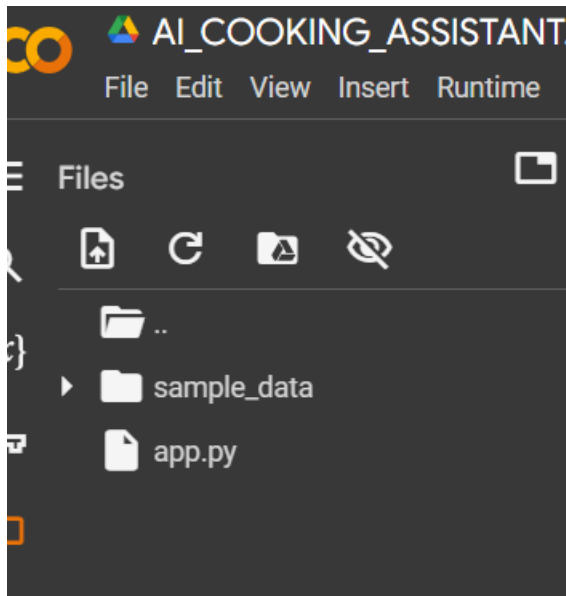 AI_COOKING_ASSISTANT.
File Edit View Insert Runtime
Files
..
sample_data
app.py